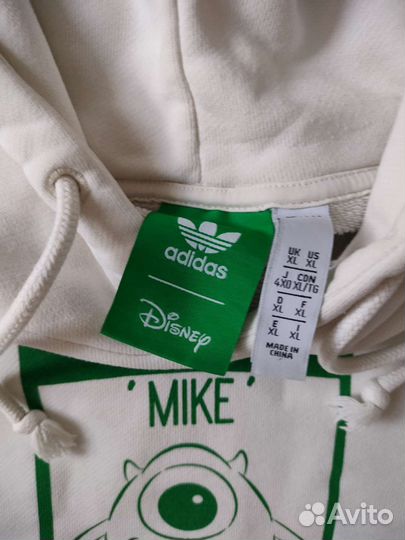 adidas
Disney
UK US
XL XL
J CDN
4XO XL/TG
D F
XL XL
E I
XL XL
MADE IN
CHINA
'MIKE'
Avito